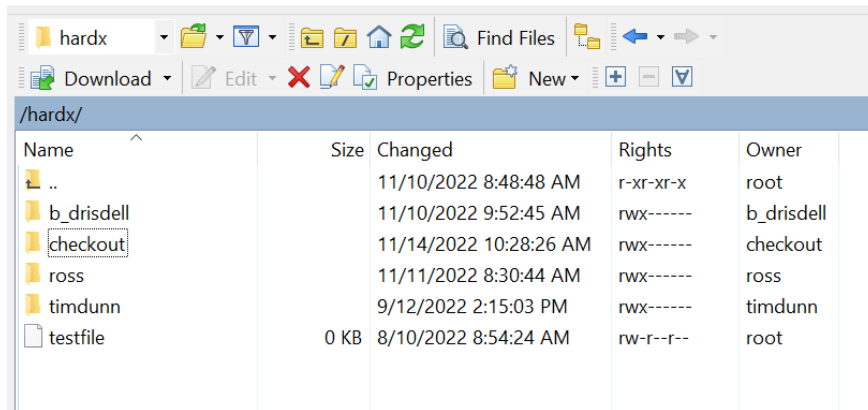 hardx Find Files
Download Edit Properties New
/hardx/
Name Size Changed Rights Owner
.. 11/10/2022 8:48:48 AM r-xr-xr-x root
b_drisdell 11/10/2022 9:52:45 AM rwx------ b_drisdell
checkout 11/14/2022 10:28:26 AM rwx------ checkout
ross 11/11/2022 8:30:44 AM rwx------ ross
timdunn 9/12/2022 2:15:03 PM rwx------ timdunn
testfile 0 KB 8/10/2022 8:54:24 AM rw-r--r-- root